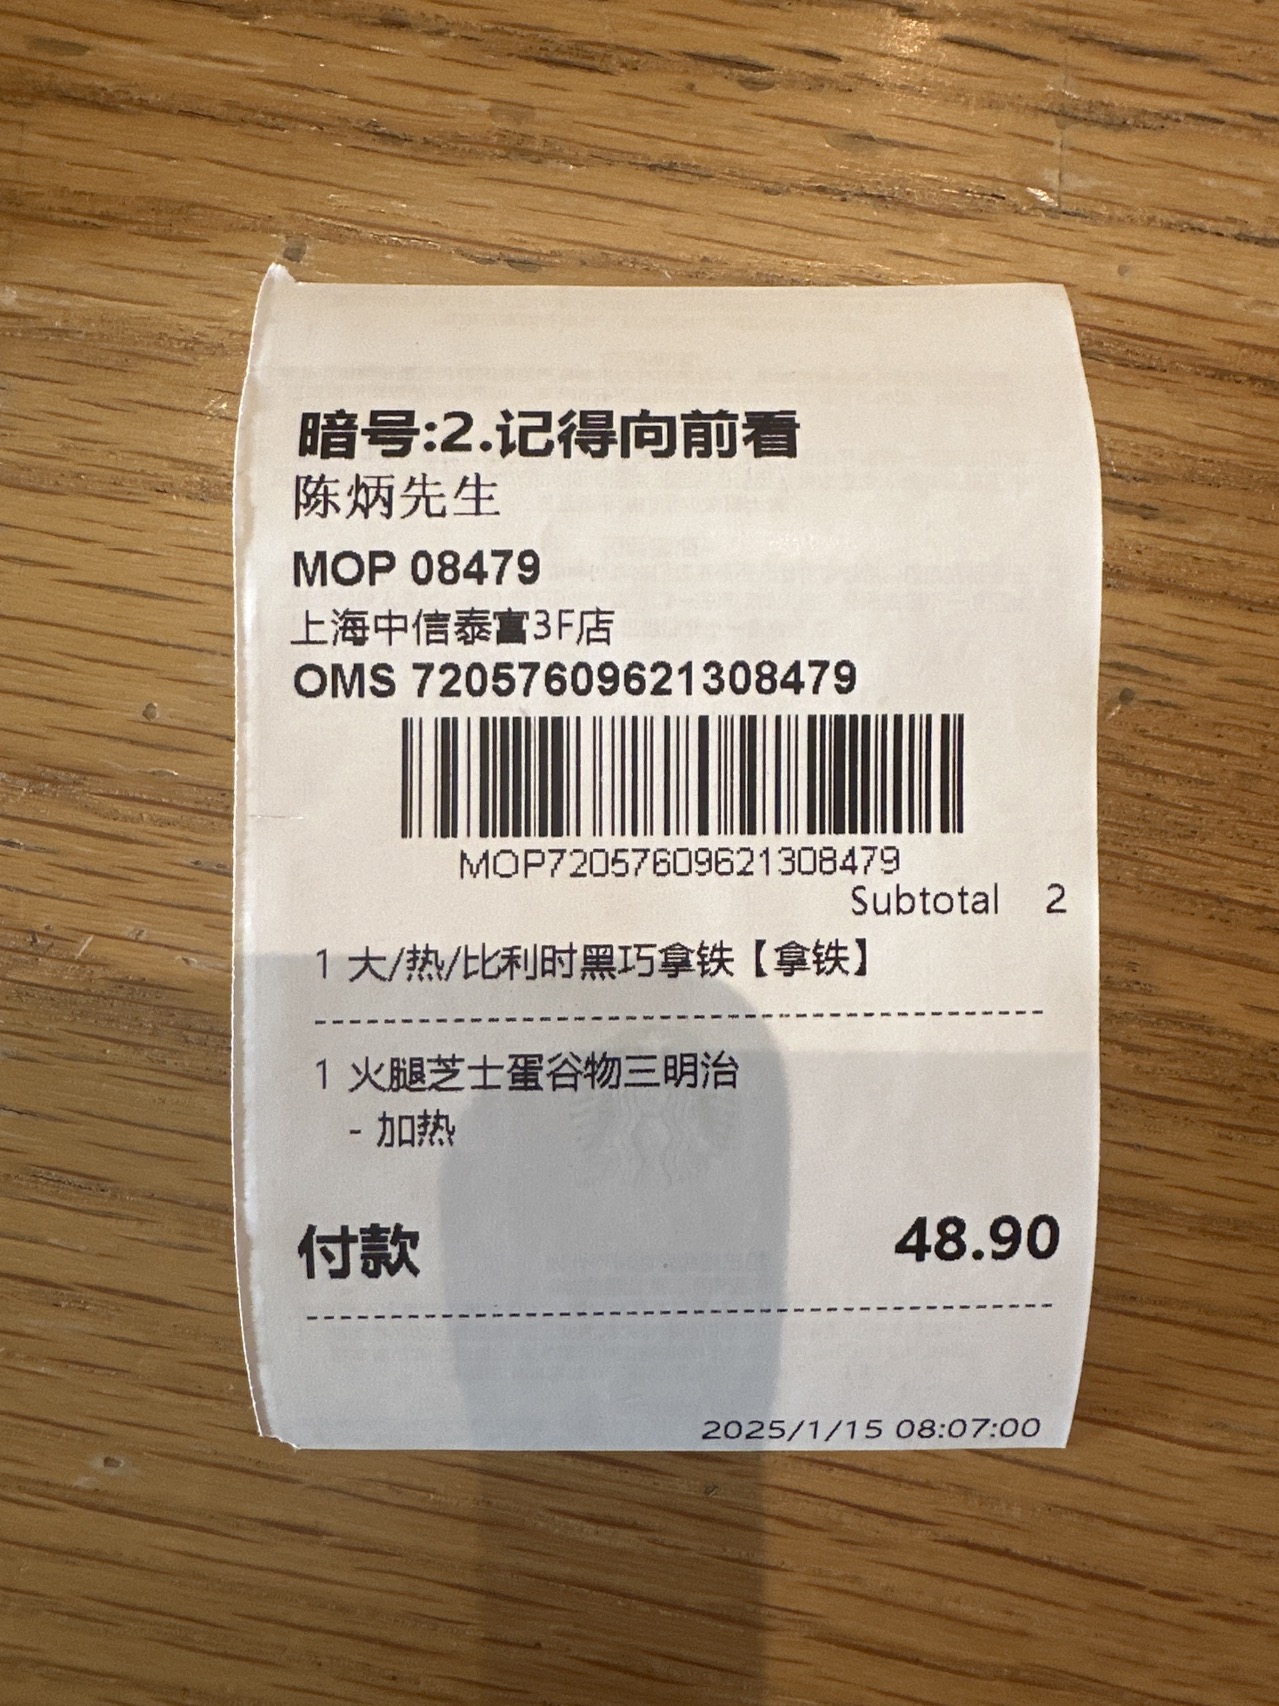 暗号:2.记得向前看
陈炳先生
MOP 08479
上海中信泰富3F店
OMS 72057609621308479
MOP72057609621308479
Subtotal 2
1 大/热/比利时黑巧拿铁【拿铁】
1 火腿芝士蛋谷物三明治
- 加热
付款 48.90
2025/1/15 08:07:00